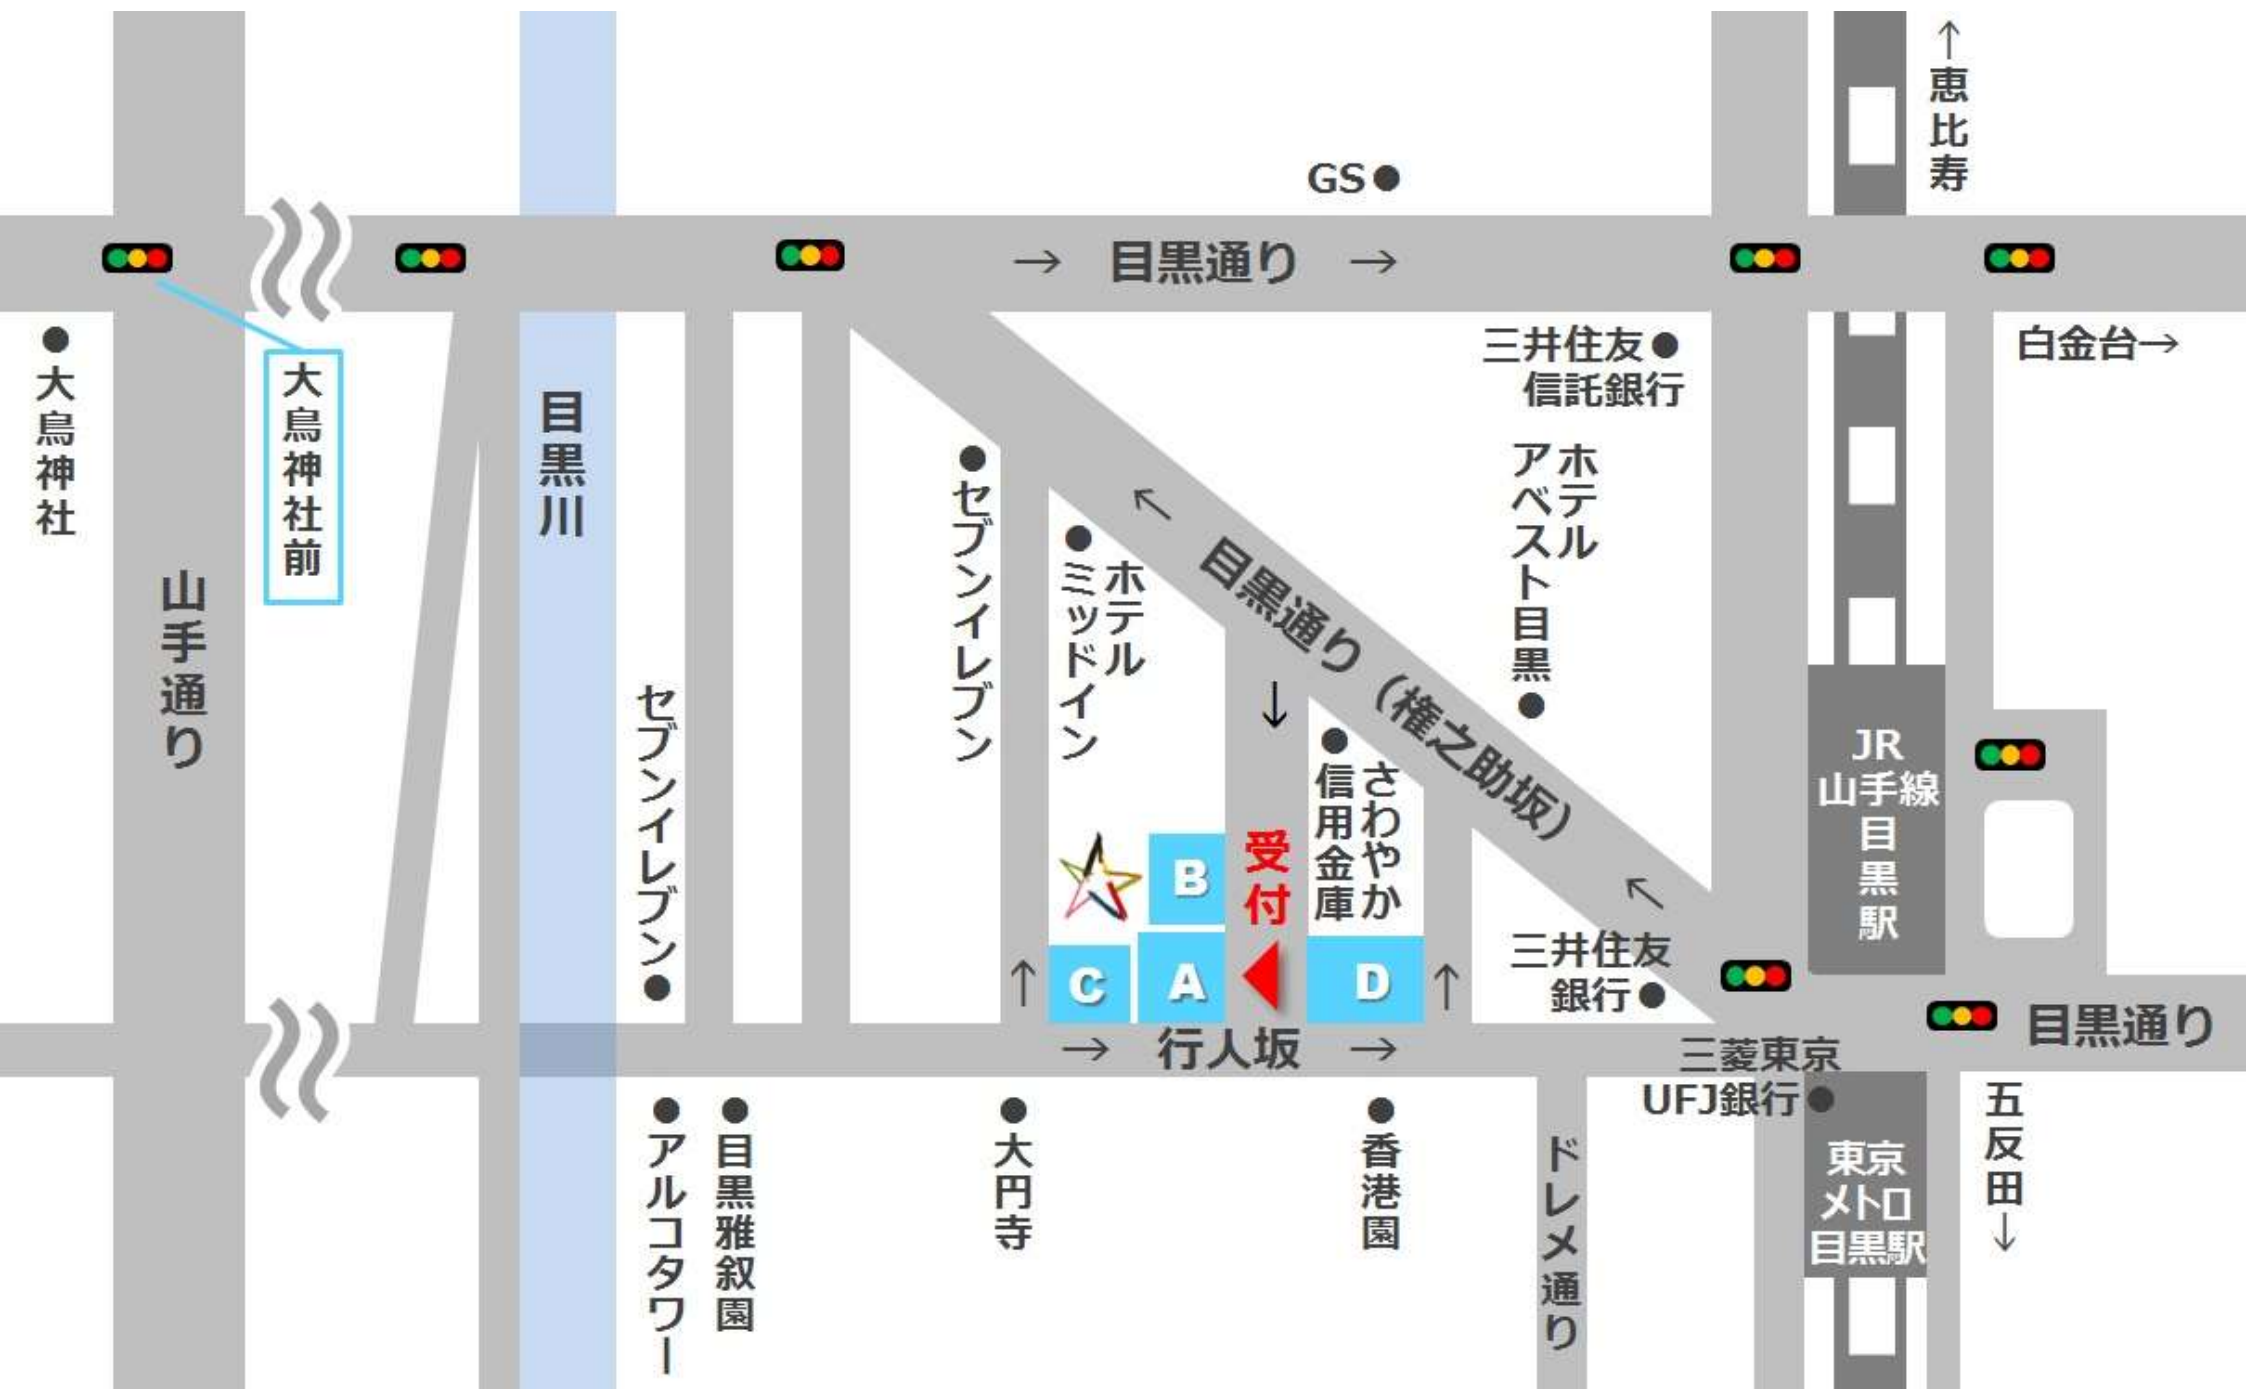 ↑恵比寿
GS●
→ 目黒通り →
●大鳥神社
大鳥神社前
山手通り
目黒川
三井住友●
信託銀行
白金台→
ホテル
アベスト目黒●
●セブンイレブン
ホテル
●ミッドイン
←
目黒通り（権之助坂）
←
↓
さわやか
●信用金庫
セブンイレブン●
JR
山手線
目黒駅
B
受付
C
A
D
↑
↑
三井住友
銀行●
→ 行人坂 →
目黒通り
三菱東京
UFJ銀行●
●アルコタワー
●目黒雅叙園
●大円寺
●香港園
ドレメ通り
東京
メトロ
目黒駅
五反田↓